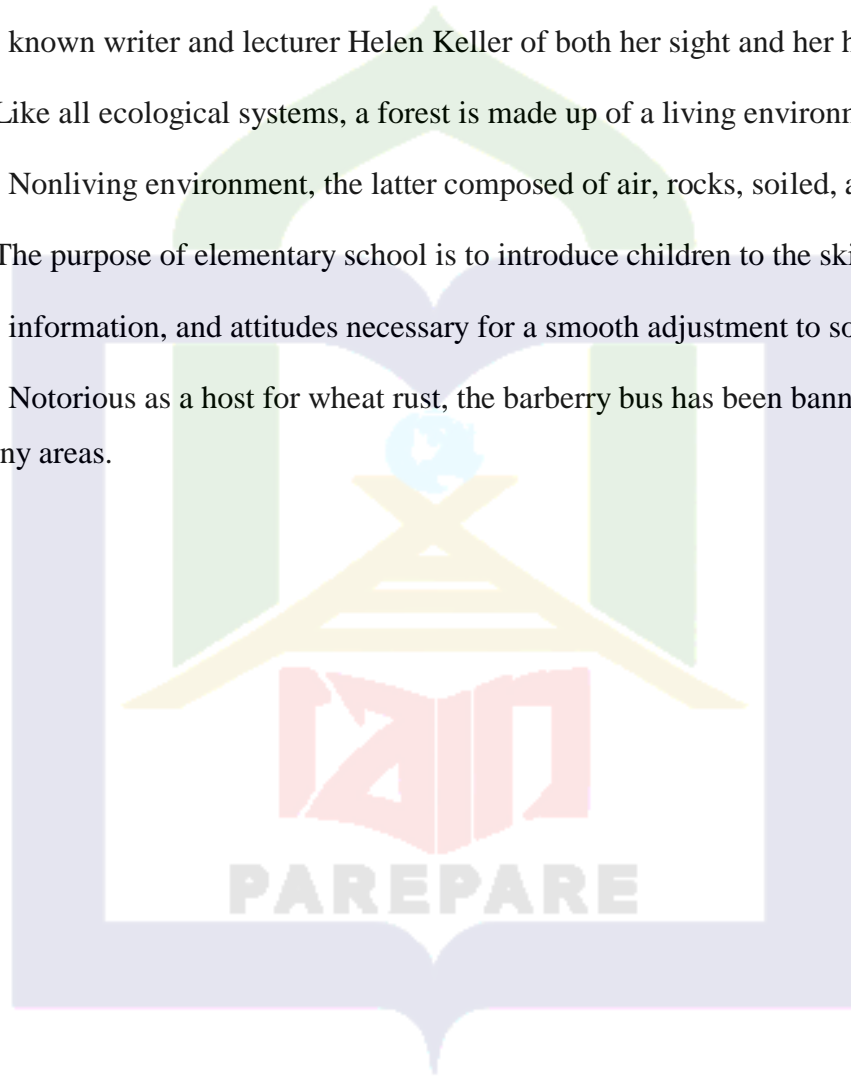 known writer and lecturer Helen Keller of both her sight and her h
Like all ecological systems, a forest is made up of a living environn
Nonliving environment, the latter composed of air, rocks, soiled, a
The purpose of elementary school is to introduce children to the ski
information, and attitudes necessary for a smooth adjustment to so
Notorious as a host for wheat rust, the barberry bus has been bann
ny areas.
PAREPARE